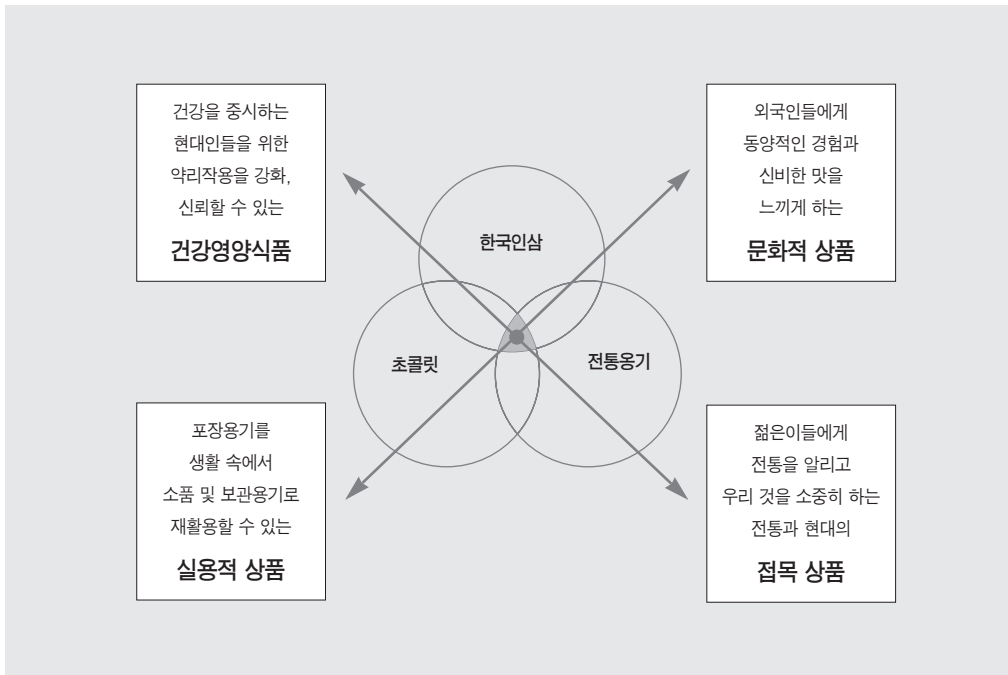 건강을 중시하는
현대인들을 위한
약리작용을 강화,
신뢰할 수 있는
건강영양식품
외국인들에게
동양적인 경험과
신비한 맛을
느끼게 하는
문화적 상품
한국인삼
초콜릿
전통옹기
포장용기를
생활 속에서
소품 및 보관용기로
재활용할 수 있는
실용적 상품
젊은이들에게
전통을 알리고
우리 것을 소중히 하는
전통과 현대의
접목 상품